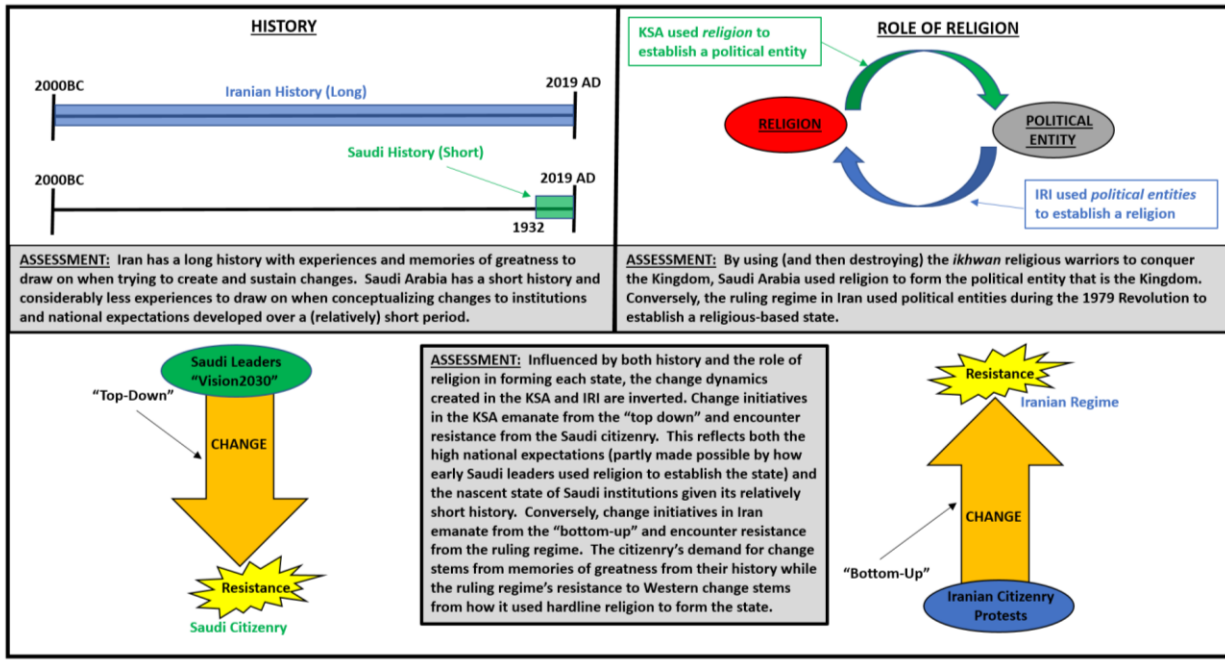 HISTORY
2000BC
2019 AD
Iranian History (Long)
Saudi History (Short)
2000BC
2019 AD
1932
ASSESSMENT: Iran has a long history with experiences and memories of greatness to
draw on when trying to create and sustain changes. Saudi Arabia has a short history and
considerably less experiences to draw on when conceptualizing changes to institutions
and national expectations developed over a (relatively) short period.
KSA used religion to
establish a political entity
ROLE OF RELIGION
RELIGION
POLITICAL
ENTITY
IRI used political entities
to establish a religion
ASSESSMENT: By using (and then destroying) the ikhwan religious warriors to conquer
the Kingdom, Saudi Arabia used religion to form the political entity that is the Kingdom.
Conversely, the ruling regime in Iran used political entities during the 1979 Revolution to
establish a religious-based state.
Saudi Leaders
"Vision2030"
"Top-Down"
CHANGE
Resistance
Saudi Citizenry
ASSESSMENT: Influenced by both history and the role of
religion in forming each state, the change dynamics
created in the KSA and IRI are inverted. Change initiatives
in the KSA emanate from the "top down" and encounter
resistance from the Saudi citizenry. This reflects both the
high national expectations (partly made possible by how
early Saudi leaders used religion to establish the state) and
the nascent state of Saudi institutions given its relatively
short history. Conversely, change initiatives in Iran
emanate from the "bottom-up" and encounter resistance
from the ruling regime. The citizenry's demand for change
stems from memories of greatness from their history while
the ruling regime's resistance to Western change stems
from how it used hardline religion to form the state.
Resistance
Iranian Regime
CHANGE
"Bottom-Up"
Iranian Citizenry
Protests